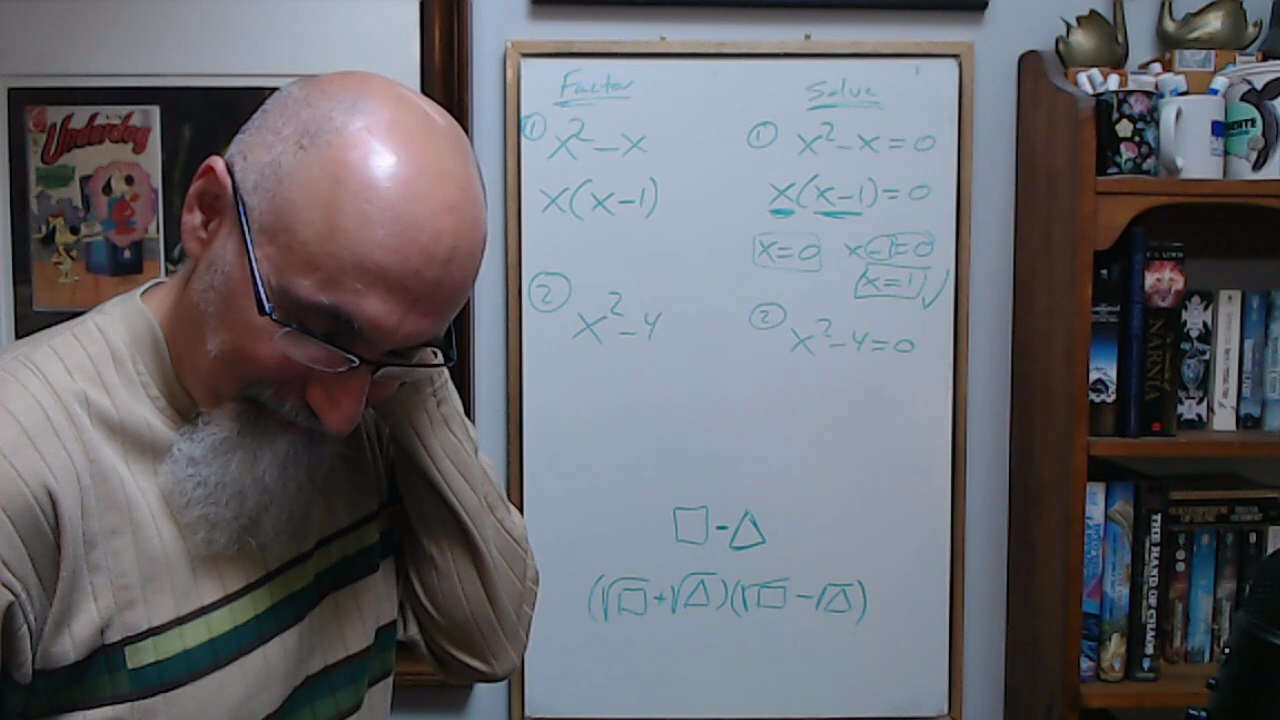 Underdog
Factor
① x² – x
x(x–1)
② x² – 4
Solve
① x² – x = 0
x(x–1) = 0
x=0 x–1=0
x=1 ✓
② x² – 4 = 0
□ – △
(√□ + √△)(√□ – √△)
NARNIA
THE HAND OF CHAOS